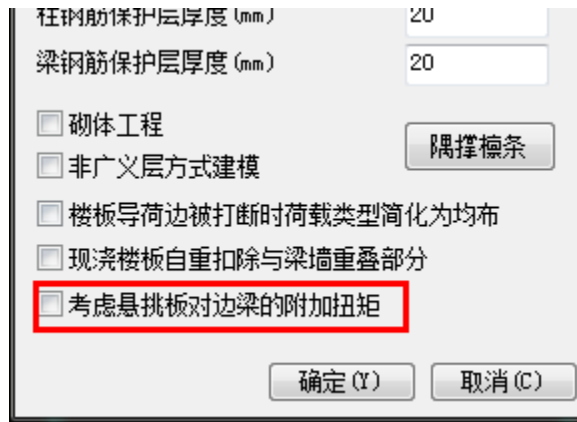 柱钢筋保护层厚度(mm) 20
梁钢筋保护层厚度(mm) 20
砌体工程
隅撑檩条
非广义层方式建模
楼板导荷边被打断时荷载类型简化为均布
现浇楼板自重扣除与梁墙重叠部分
考虑悬挑板对边梁的附加扭矩
确定(Y) 取消(C)